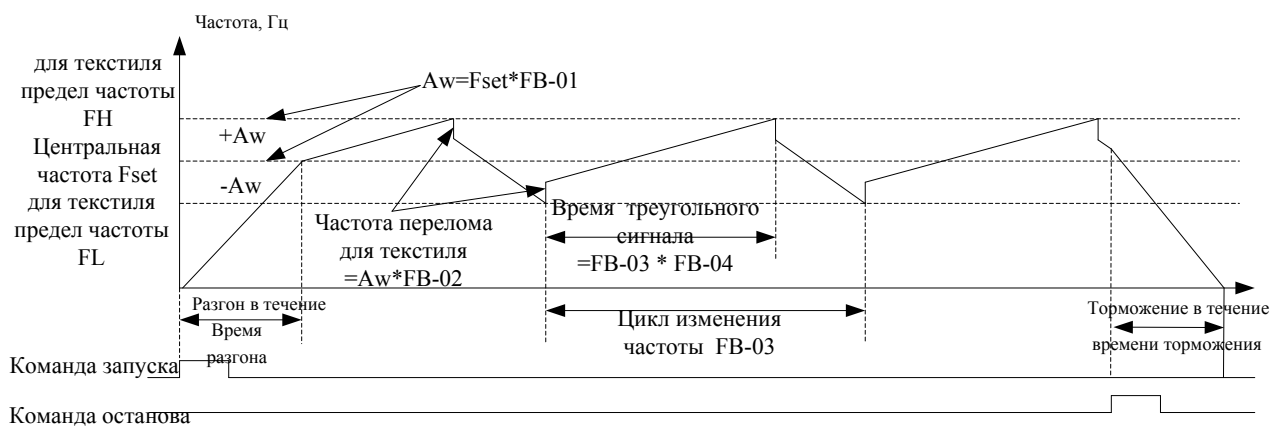 Частота, Гц
для текстиля
предел частоты
FH
Центральная
частота Fset
для текстиля
предел частоты
FL
Aw=Fset*FB-01
+Aw
-Aw
Частота перелома
для текстиля
=Aw*FB-02
Время треугольного
сигнала
=FB-03 * FB-04
Разгон в течение
Время
разгона
Цикл изменения
частоты FB-03
Торможение в течение
времени торможения
Команда запуска
Команда останова